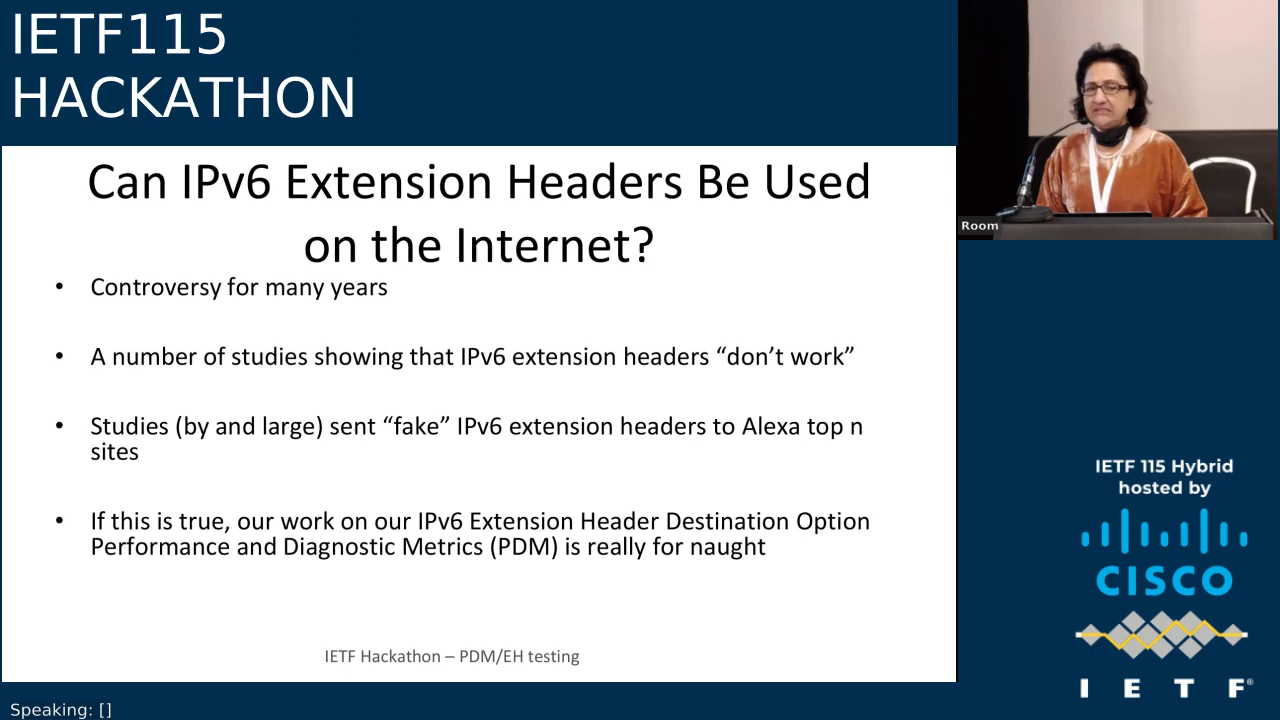 IETF115
HACKATHON
Can IPv6 Extension Headers Be Used
on the Internet?
• Controversy for many years
• A number of studies showing that IPv6 extension headers “don’t work”
• Studies (by and large) sent “fake” IPv6 extension headers to Alexa top n
sites
• If this is true, our work on our IPv6 Extension Header Destination Option
Performance and Diagnostic Metrics (PDM) is really for naught
IETF Hackathon – PDM/EH testing
Speaking: []
Room
IETF 115 Hybrid
hosted by
CISCO
I E T F®